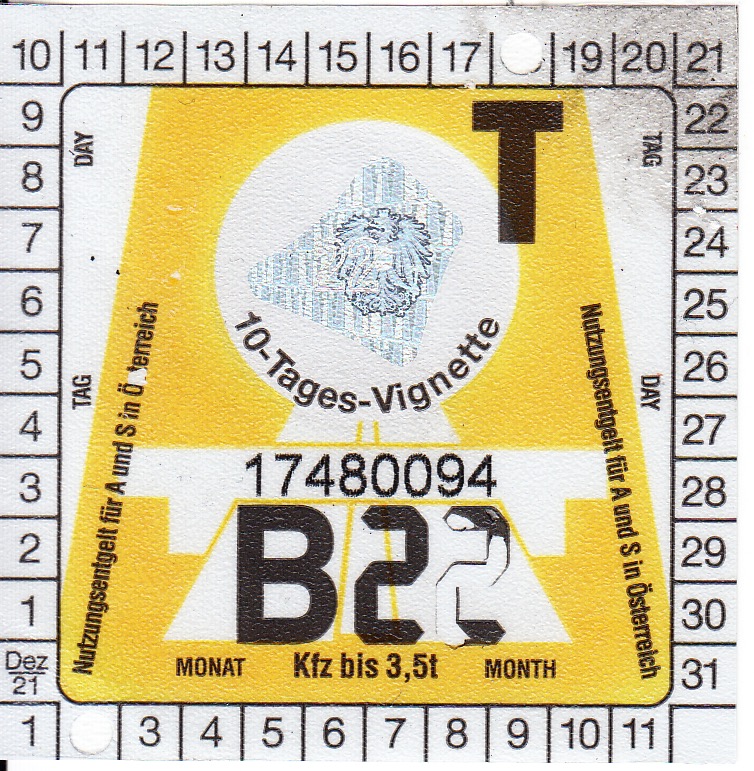 10 11 12 13 14 15 16 17 19 20 21
9 22
8 23
7 24
6 25
5 26
4 27
3 28
2 29
1 30
Dez 31
21
1 3 4 5 6 7 8 9 10 11
DAY
TAG
T
TAG
DAY
10-Tages-Vignette
Nutzungsentgelt für A und S in Ö terreich
Nutzungsentgelt für A und S in Österreich
17480094
B22
MONAT Kfz bis 3,5t MONTH